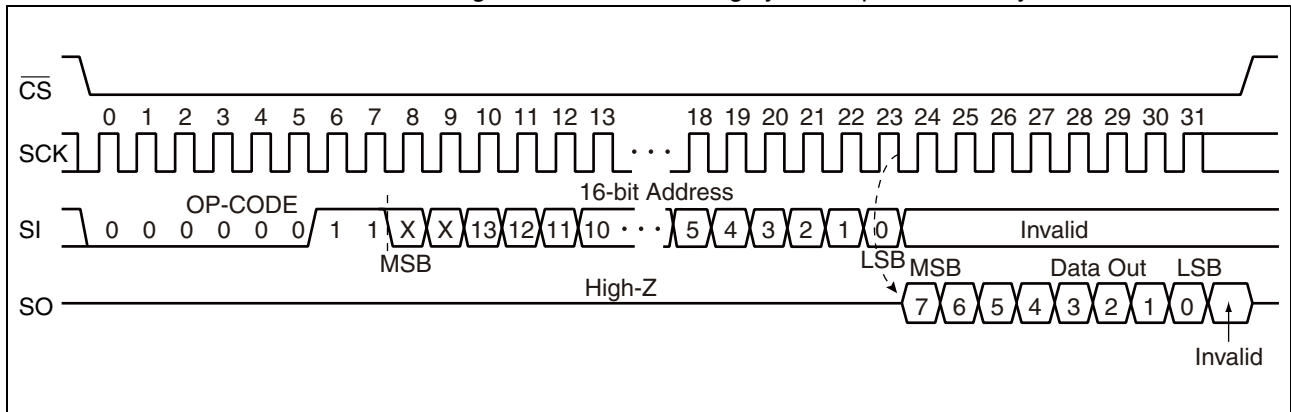 CS
0 1 2 3 4 5 6 7 8 9 10 11 12 13 18 19 20 21 22 23 24 25 26 27 28 29 30 31
SCK
· · ·
OP-CODE
16-bit Address
SI
0 0 0 0 0 0 1 1 X X 13 12 11 10 · · · 5 4 3 2 1 0 Invalid
MSB
LSB
MSB
Data Out
LSB
High-Z
SO
7 6 5 4 3 2 1 0
Invalid